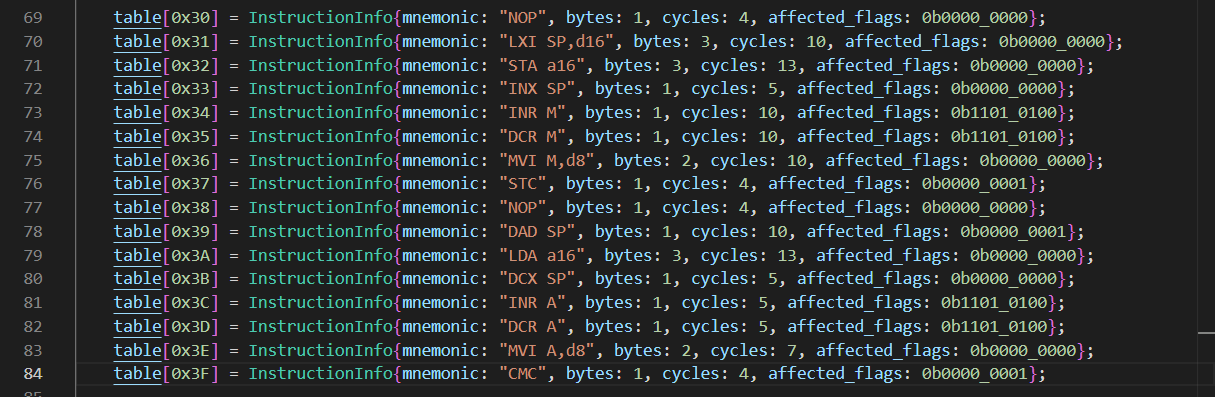 69 table[0x30] = InstructionInfo{mnemonic: "NOP", bytes: 1, cycles: 4, affected_flags: 0b0000_0000};
70 table[0x31] = InstructionInfo{mnemonic: "LXI SP,d16", bytes: 3, cycles: 10, affected_flags: 0b0000_0000};
71 table[0x32] = InstructionInfo{mnemonic: "STA a16", bytes: 3, cycles: 13, affected_flags: 0b0000_0000};
72 table[0x33] = InstructionInfo{mnemonic: "INX SP", bytes: 1, cycles: 5, affected_flags: 0b0000_0000};
73 table[0x34] = InstructionInfo{mnemonic: "INR M", bytes: 1, cycles: 10, affected_flags: 0b1101_0100};
74 table[0x35] = InstructionInfo{mnemonic: "DCR M", bytes: 1, cycles: 10, affected_flags: 0b1101_0100};
75 table[0x36] = InstructionInfo{mnemonic: "MVI M,d8", bytes: 2, cycles: 10, affected_flags: 0b0000_0000};
76 table[0x37] = InstructionInfo{mnemonic: "STC", bytes: 1, cycles: 4, affected_flags: 0b0000_0001};
77 table[0x38] = InstructionInfo{mnemonic: "NOP", bytes: 1, cycles: 4, affected_flags: 0b0000_0000};
78 table[0x39] = InstructionInfo{mnemonic: "DAD SP", bytes: 1, cycles: 10, affected_flags: 0b0000_0001};
79 table[0x3A] = InstructionInfo{mnemonic: "LDA a16", bytes: 3, cycles: 13, affected_flags: 0b0000_0000};
80 table[0x3B] = InstructionInfo{mnemonic: "DCX SP", bytes: 1, cycles: 5, affected_flags: 0b0000_0000};
81 table[0x3C] = InstructionInfo{mnemonic: "INR A", bytes: 1, cycles: 5, affected_flags: 0b1101_0100};
82 table[0x3D] = InstructionInfo{mnemonic: "DCR A", bytes: 1, cycles: 5, affected_flags: 0b1101_0100};
83 table[0x3E] = InstructionInfo{mnemonic: "MVI A,d8", bytes: 2, cycles: 7, affected_flags: 0b0000_0000};
84 table[0x3F] = InstructionInfo{mnemonic: "CMC", bytes: 1, cycles: 4, affected_flags: 0b0000_0001};